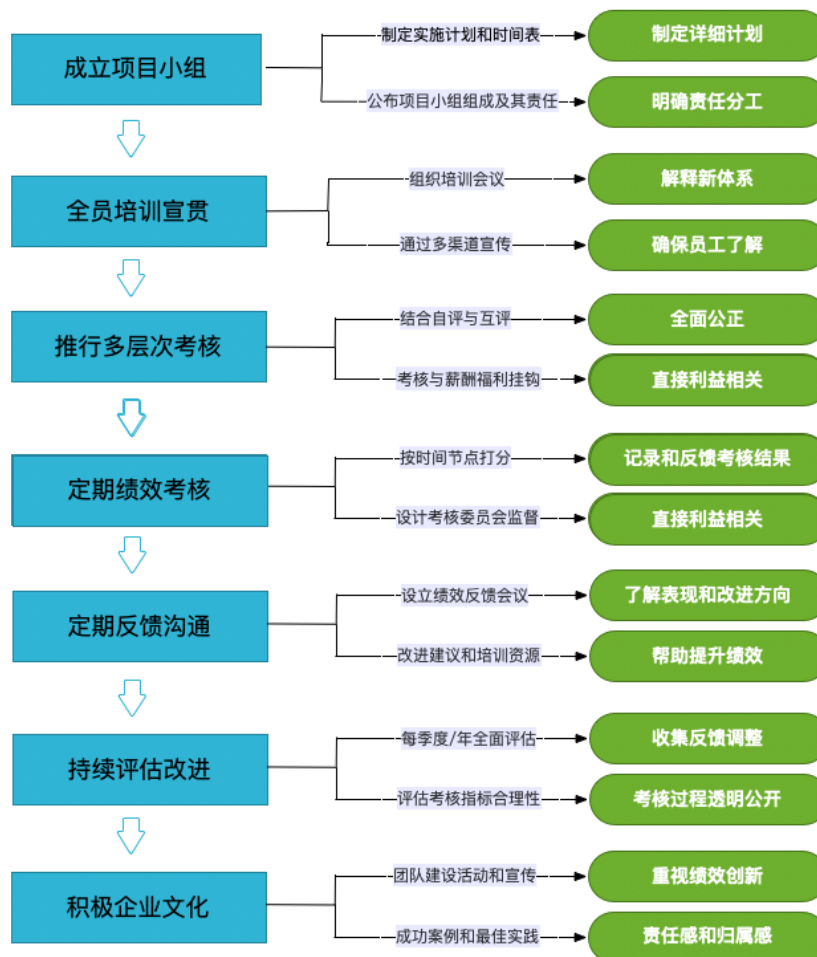 制定实施计划和时间表
制定详细计划
成立项目小组
公布项目小组组成及其责任
明确责任分工
组织培训会议
解释新体系
全员培训宣贯
通过多渠道宣传
确保员工了解
结合自评与互评
全面公正
推行多层次考核
考核与薪酬福利挂钩
直接利益相关
按时间节点打分
记录和反馈考核结果
定期绩效考核
设计考核委员会监督
直接利益相关
设立绩效反馈会议
了解表现和改进方向
定期反馈沟通
改进建议和培训资源
帮助提升绩效
每季度/年全面评估
收集反馈调整
持续评估改进
评估考核指标合理性
考核过程透明公开
团队建设活动和宣传
重视绩效创新
积极企业文化
成功案例和最佳实践
责任感和归属感